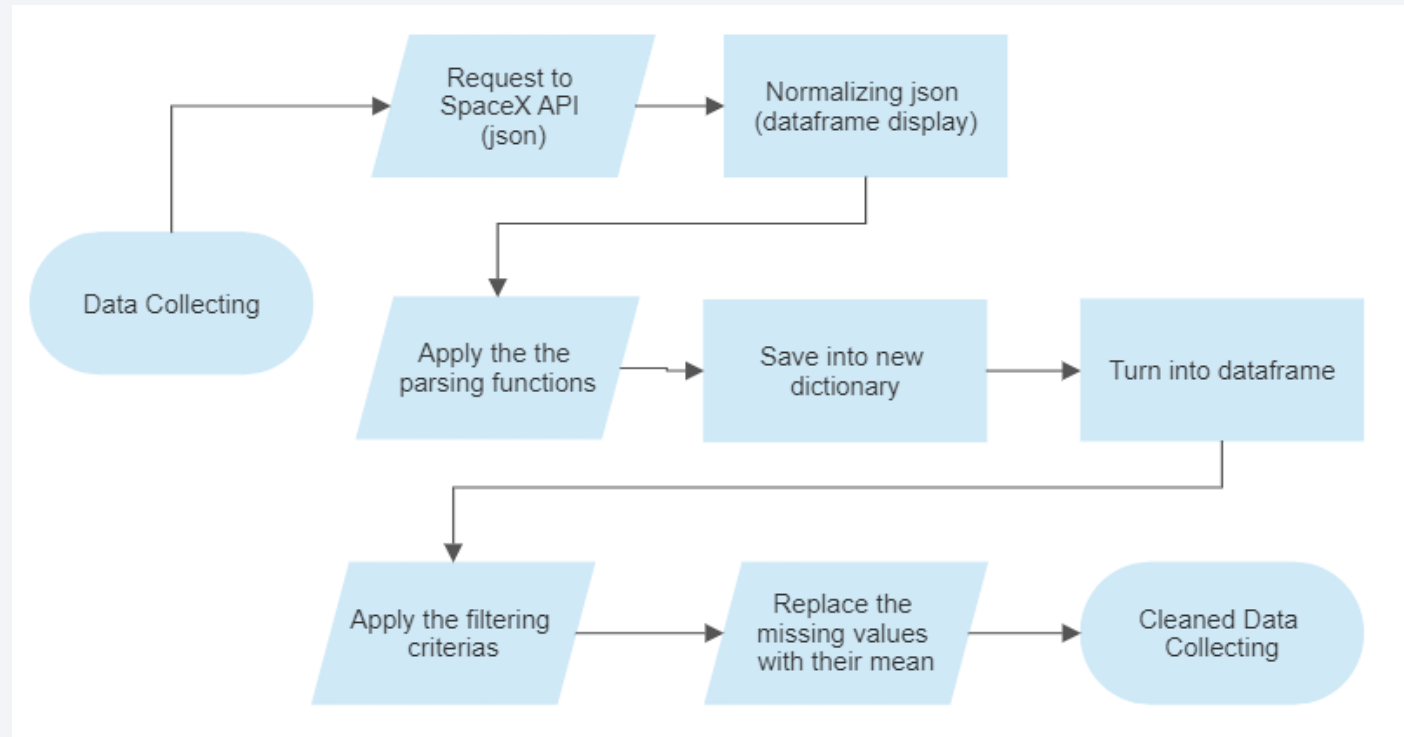 Request to
SpaceX API
(json)
Normalizing json
(dataframe display)
Data Collecting
Apply the the
parsing functions
Save into new
dictionary
Turn into dataframe
Apply the filtering
criterias
Replace the
missing values
with their mean
Cleaned Data
Collecting